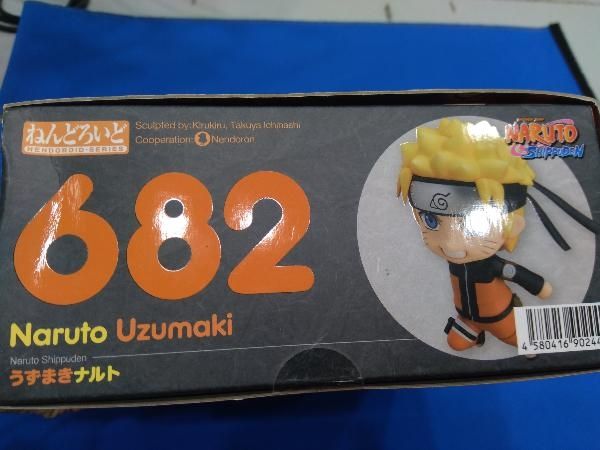 ねんどろいど
NENDOROID-SERIES
Sculpted by: Kirukiru, Takuya Ichihashi
Cooperation: Nendoron
NARUTO
SHIPPUDEN
682
Naruto Uzumaki
Naruto Shippuden
うずまきナルト
4 580416 90244